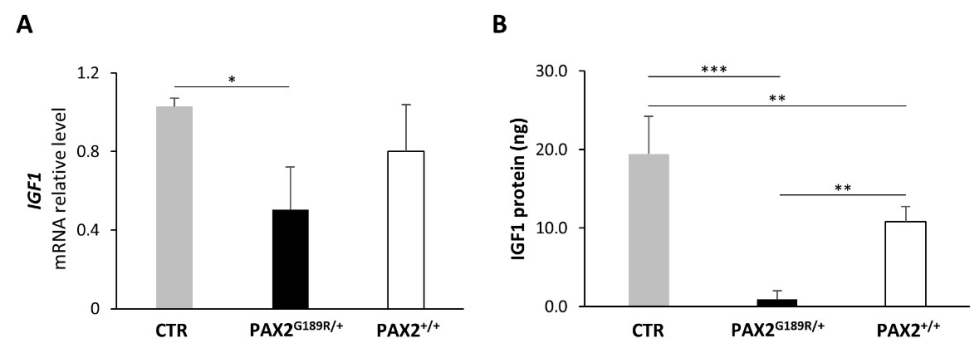 A
IGF1
mRNA relative level
1.2
0.8
0.4
0
*
CTR
PAX2G189R/+
PAX2+/+
B
IGF1 protein (ng)
30.0
20.0
10.0
0.0
***
**
**
CTR
PAX2G189R/+
PAX2+/+